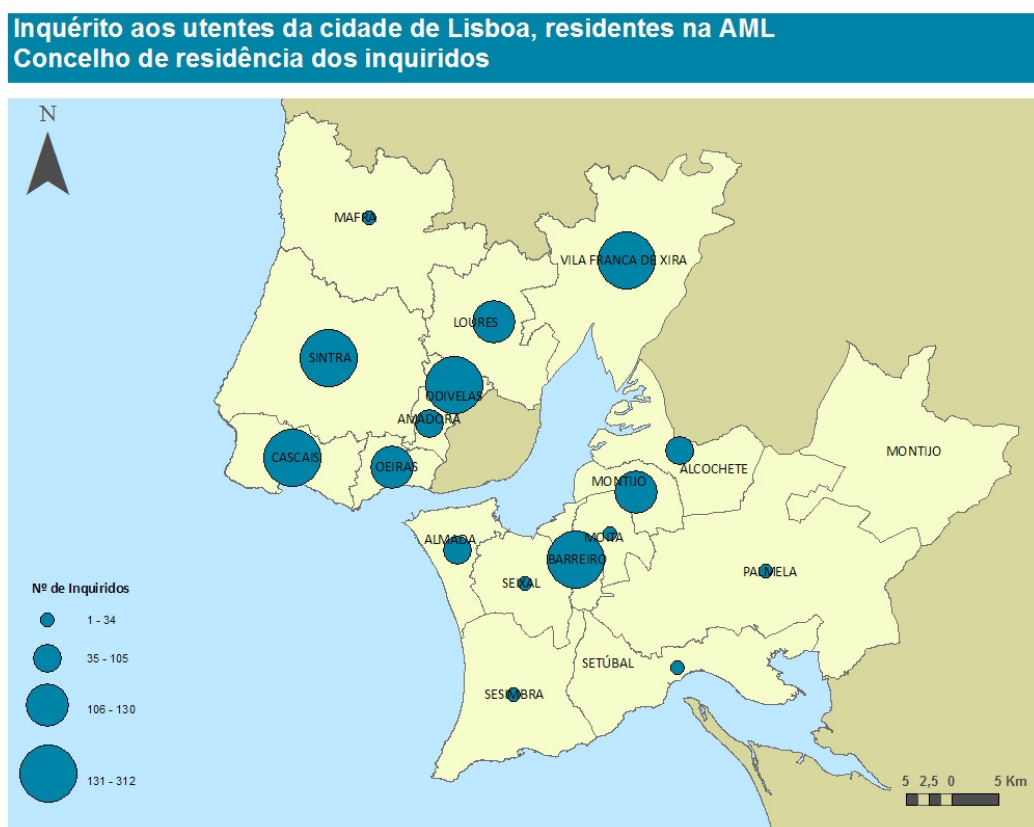 Inquérito aos utentes da cidade de Lisboa, residentes na AML
Concelho de residência dos inquiridos
N
MAFRA
VILA FRANCA DE XIRA
LOURES
SINTRA
ODIVELAS
AMADORA
CASCAIS
OEIRAS
MONTIJO
ALCOCHETE
MONTIJO
ALMADA
MOITA
BARREIRO
SEIXAL
PALMELA
SETÚBAL
SESIMBRA
Nº de Inquiridos
1 - 34
35 - 105
106 - 130
131 - 312
5 2,5 0 5 Km